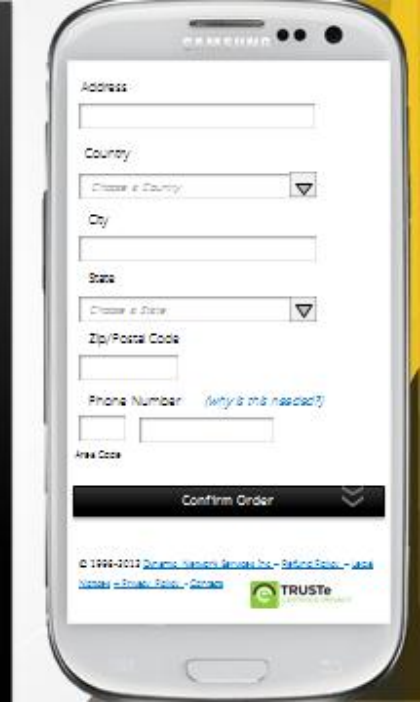 SAMSUNG
Address
Country
Choose a Country
City
State
Choose a State
Zip/Postal Code
Phone Number (why is this needed?)
Area Code
Confirm Order
© 1998-2013 Dynamic Network Services Inc – Refund Policy – Legal
Notices – Privacy Policy - Contact
TRUSTe